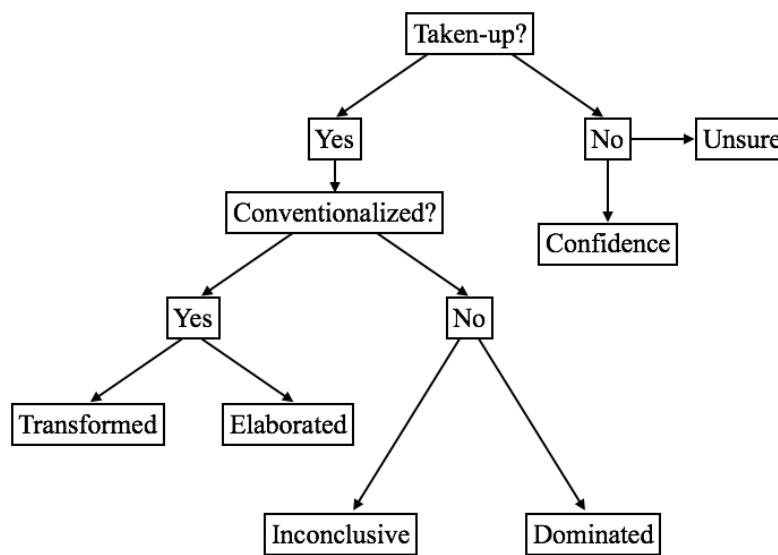 Taken-up?
Yes
No
Unsure
Conventionalized?
Confidence
Yes
No
Transformed
Elaborated
Inconclusive
Dominated